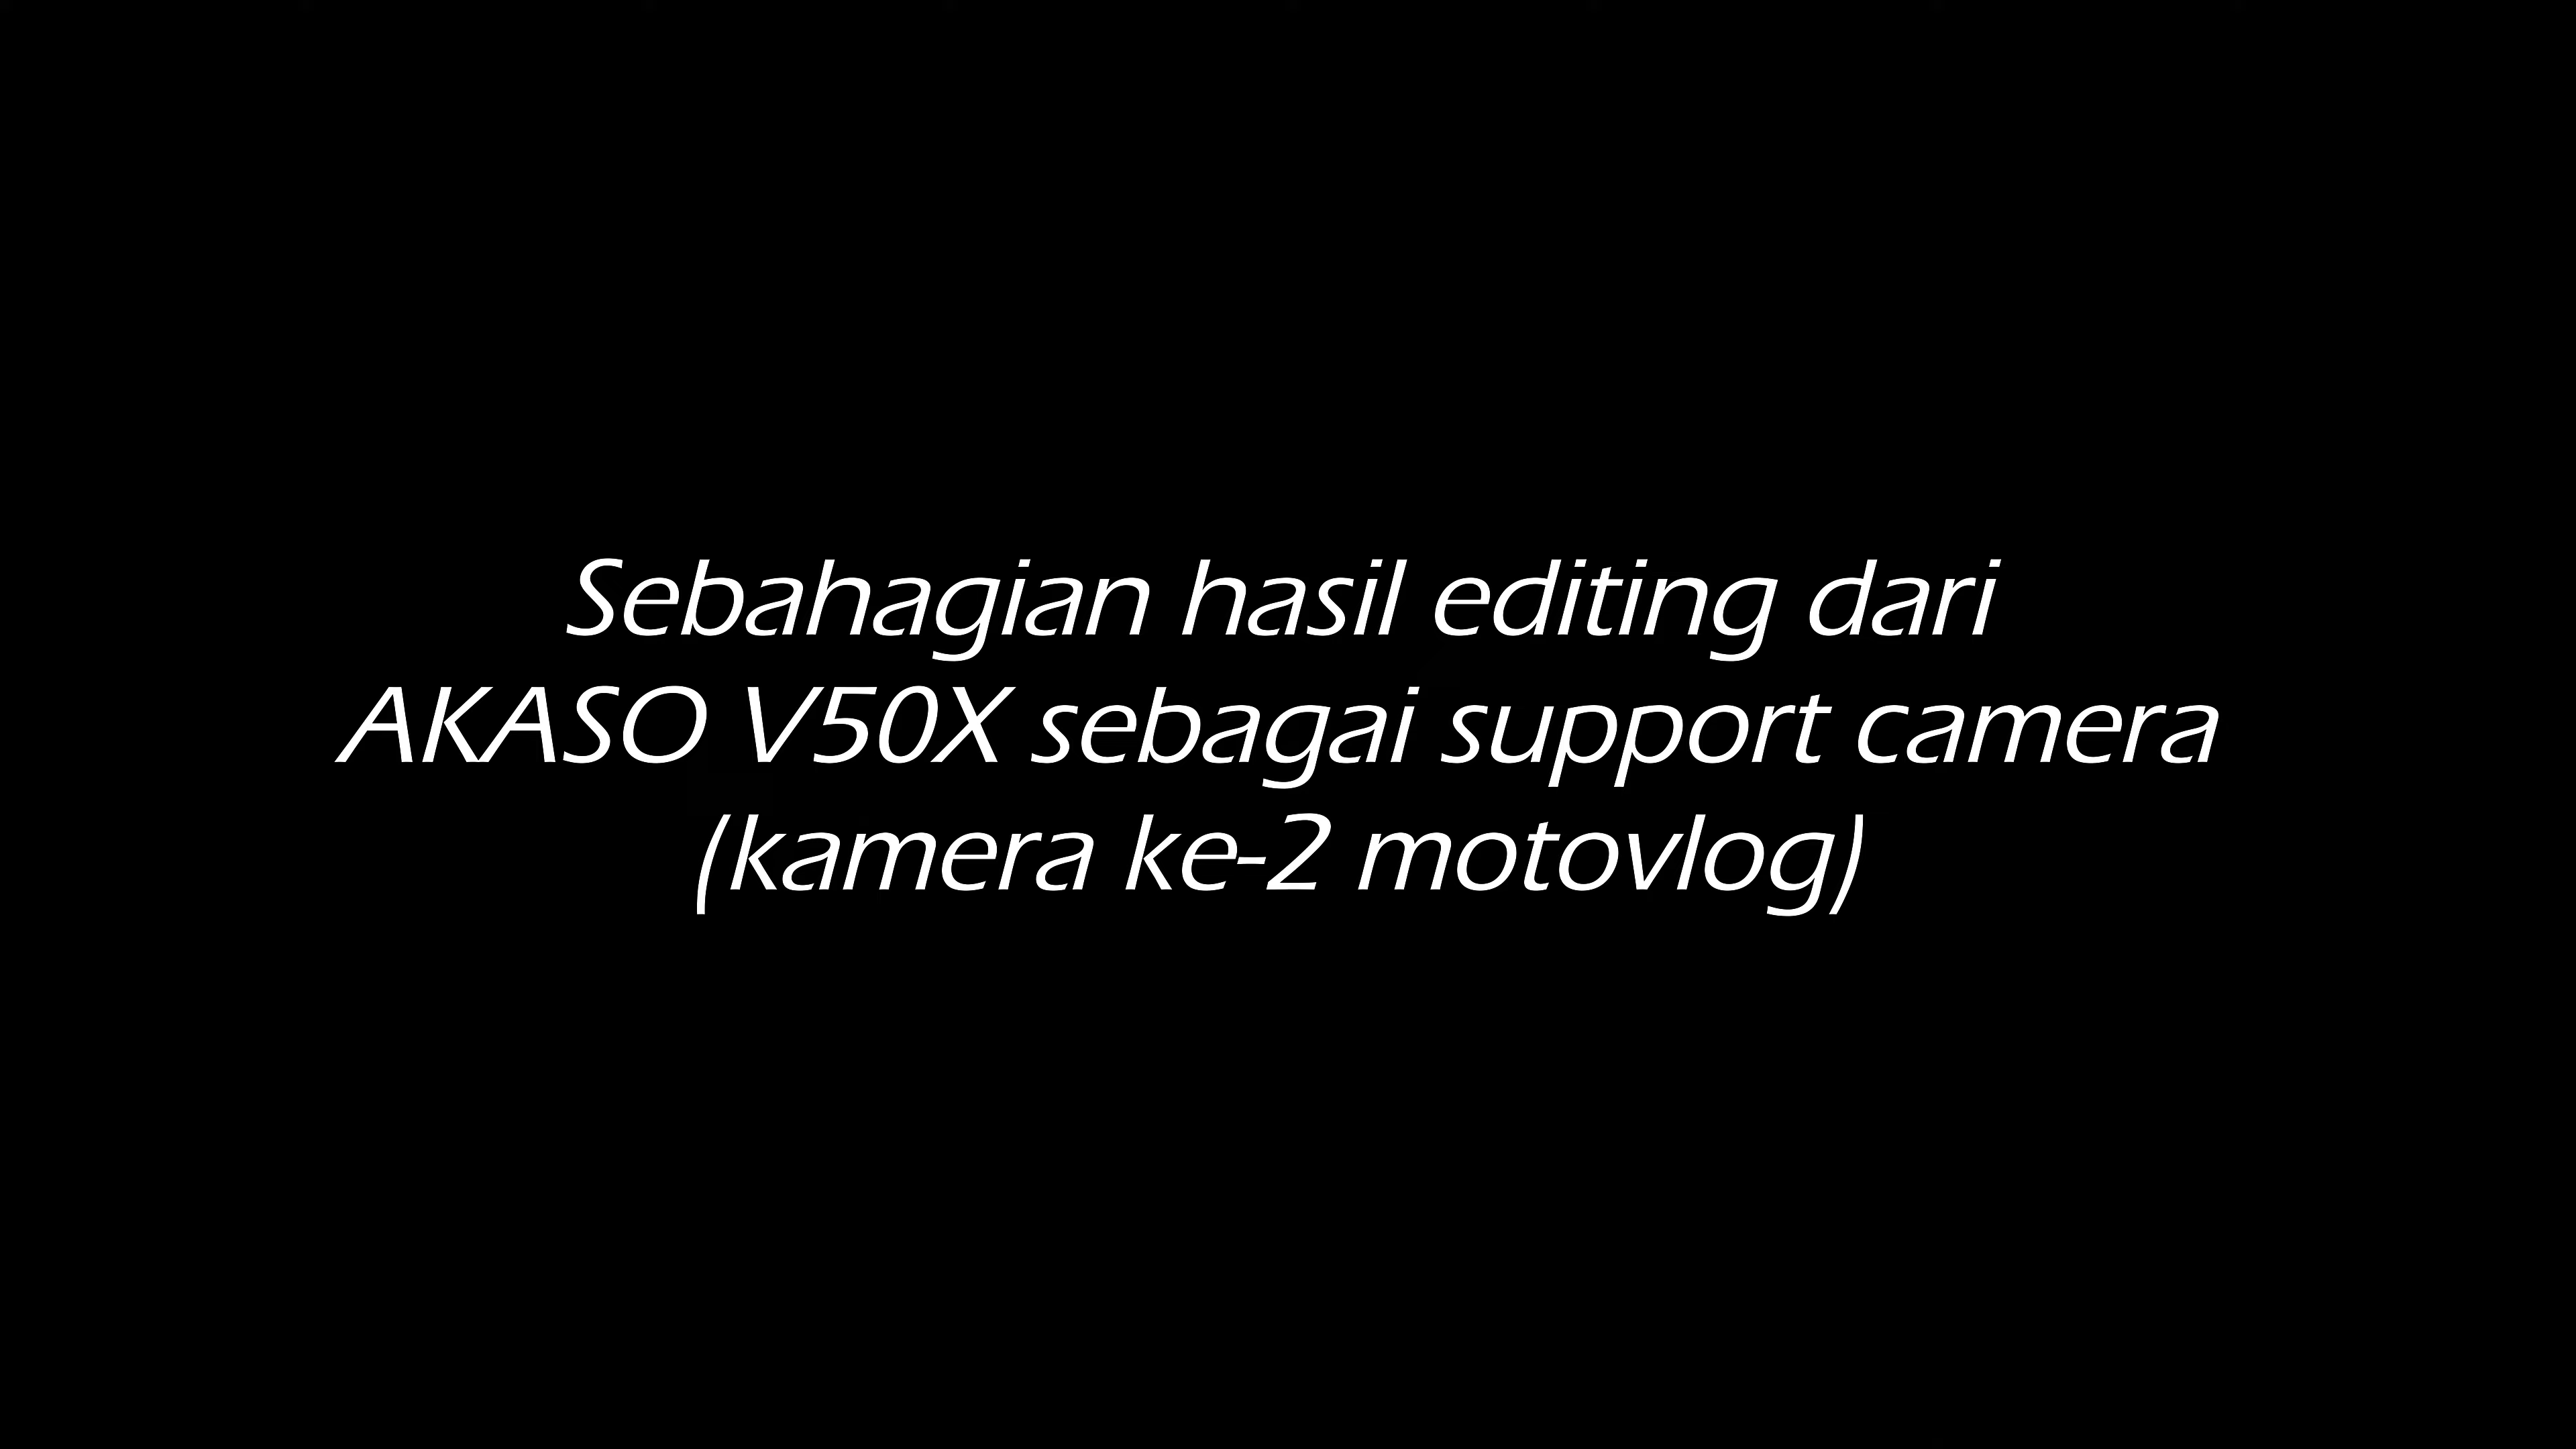 Sebahagian hasil editing dari
AKASO V50X sebagai support camera
(kamera ke-2 motovlog)